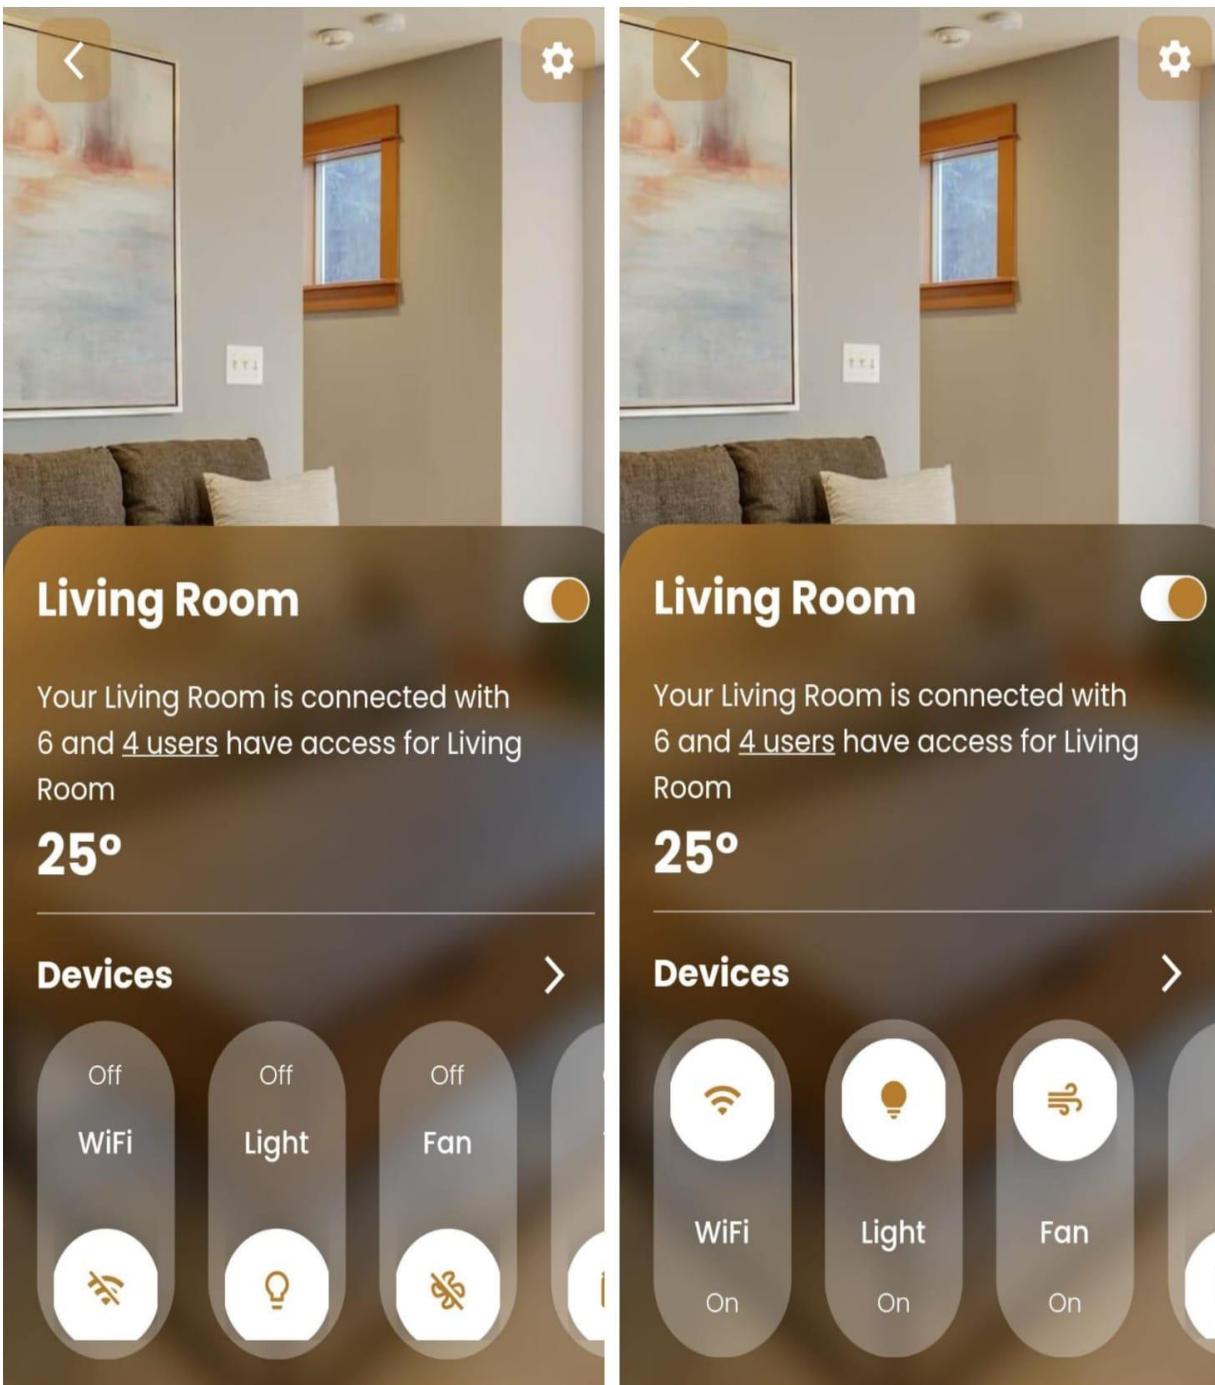 Living Room
Your Living Room is connected with
6 and 4 users have access for Living
Room
25°
Devices
Off
Off
Off
WiFi
Light
Fan
Living Room
Your Living Room is connected with
6 and 4 users have access for Living
Room
25°
Devices
WiFi
Light
Fan
On
On
On